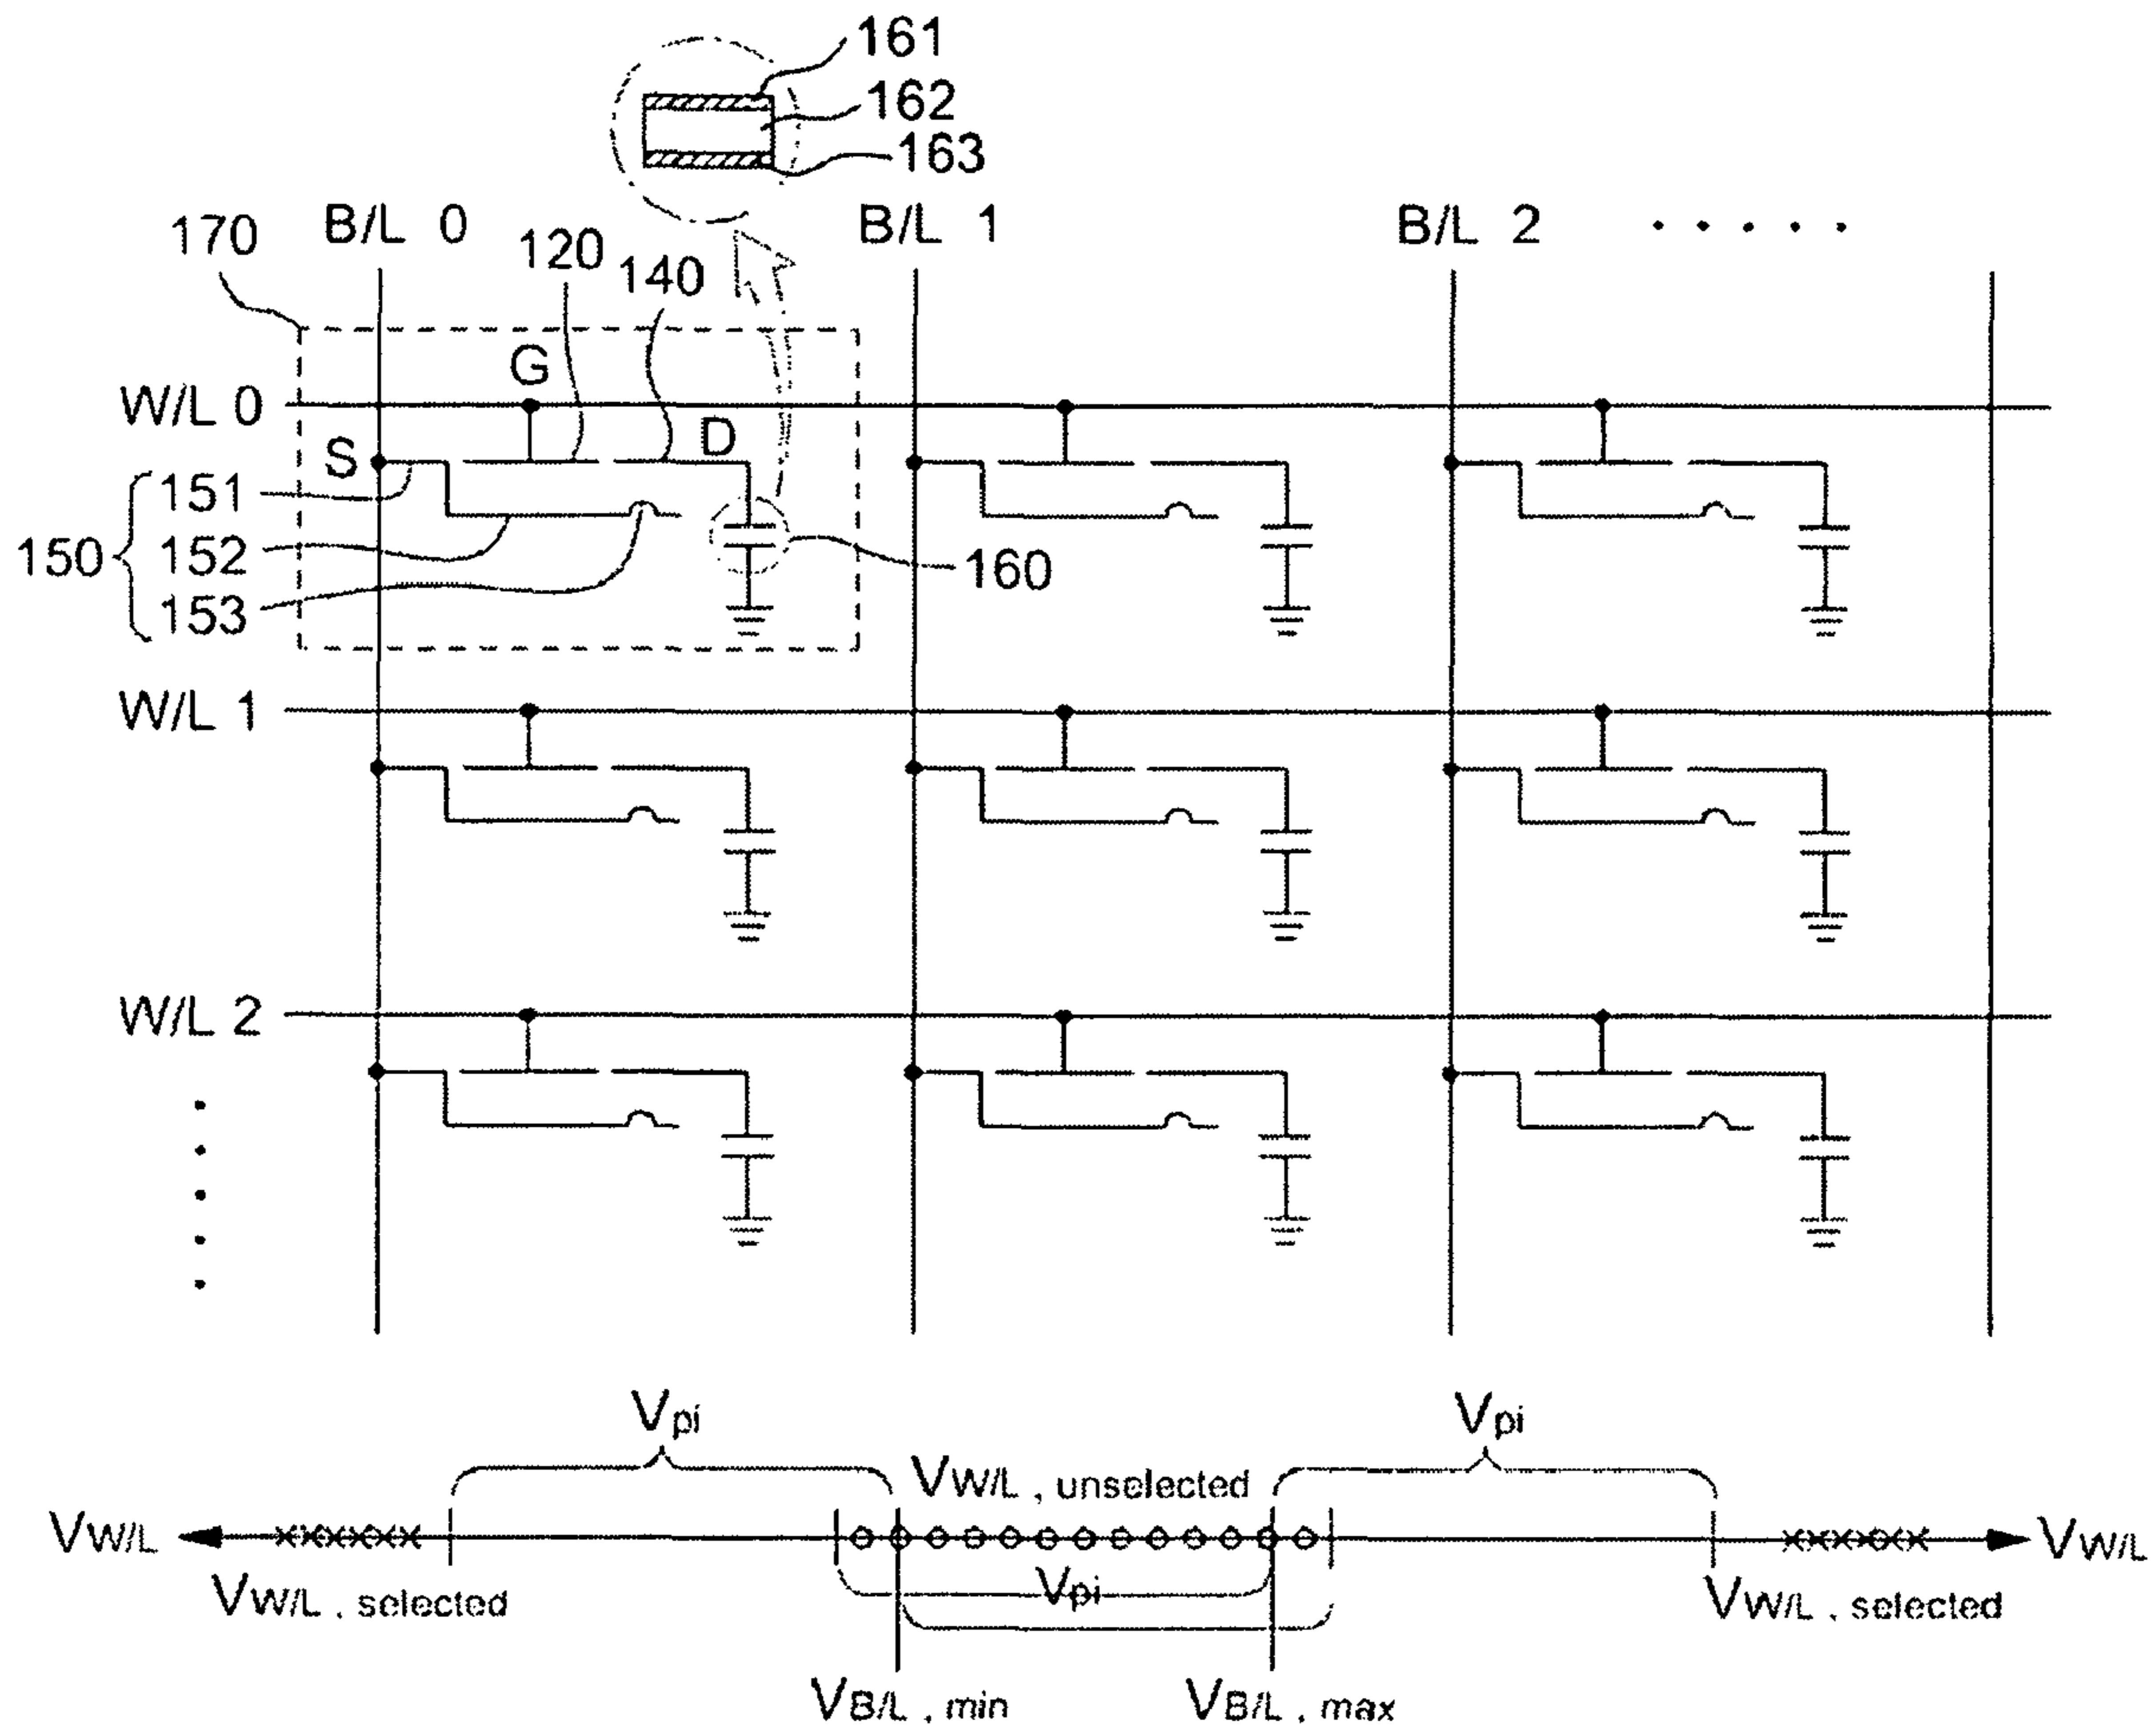 161
162
163
170 B/L 0 120 140 B/L 1 B/L 2 . . . . .
G
W/L 0
S D
150 { 151
152
153
160
W/L 1
W/L 2
Vpi Vpi
VW/L , unselected
VW/L VW/L
Vpi
VW/L , selected VW/L , selected
VB/L , min VB/L , max